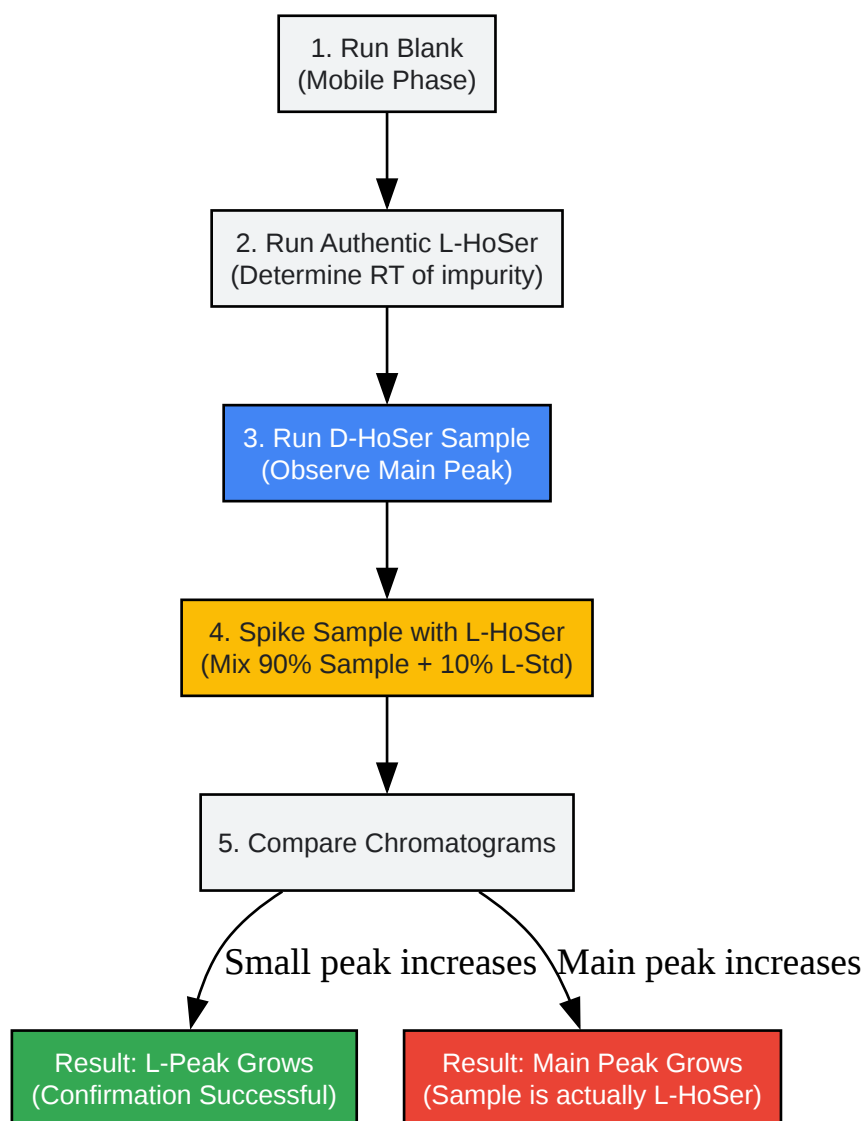 1. Run Blank
(Mobile Phase)
2. Run Authentic L-HoSer
(Determine RT of impurity)
3. Run D-HoSer Sample
(Observe Main Peak)
4. Spike Sample with L-HoSer
(Mix 90% Sample + 10% L-Std)
5. Compare Chromatograms
Small peak increases
Main peak increases
Result: L-Peak Grows
(Confirmation Successful)
Result: Main Peak Grows
(Sample is actually L-HoSer)